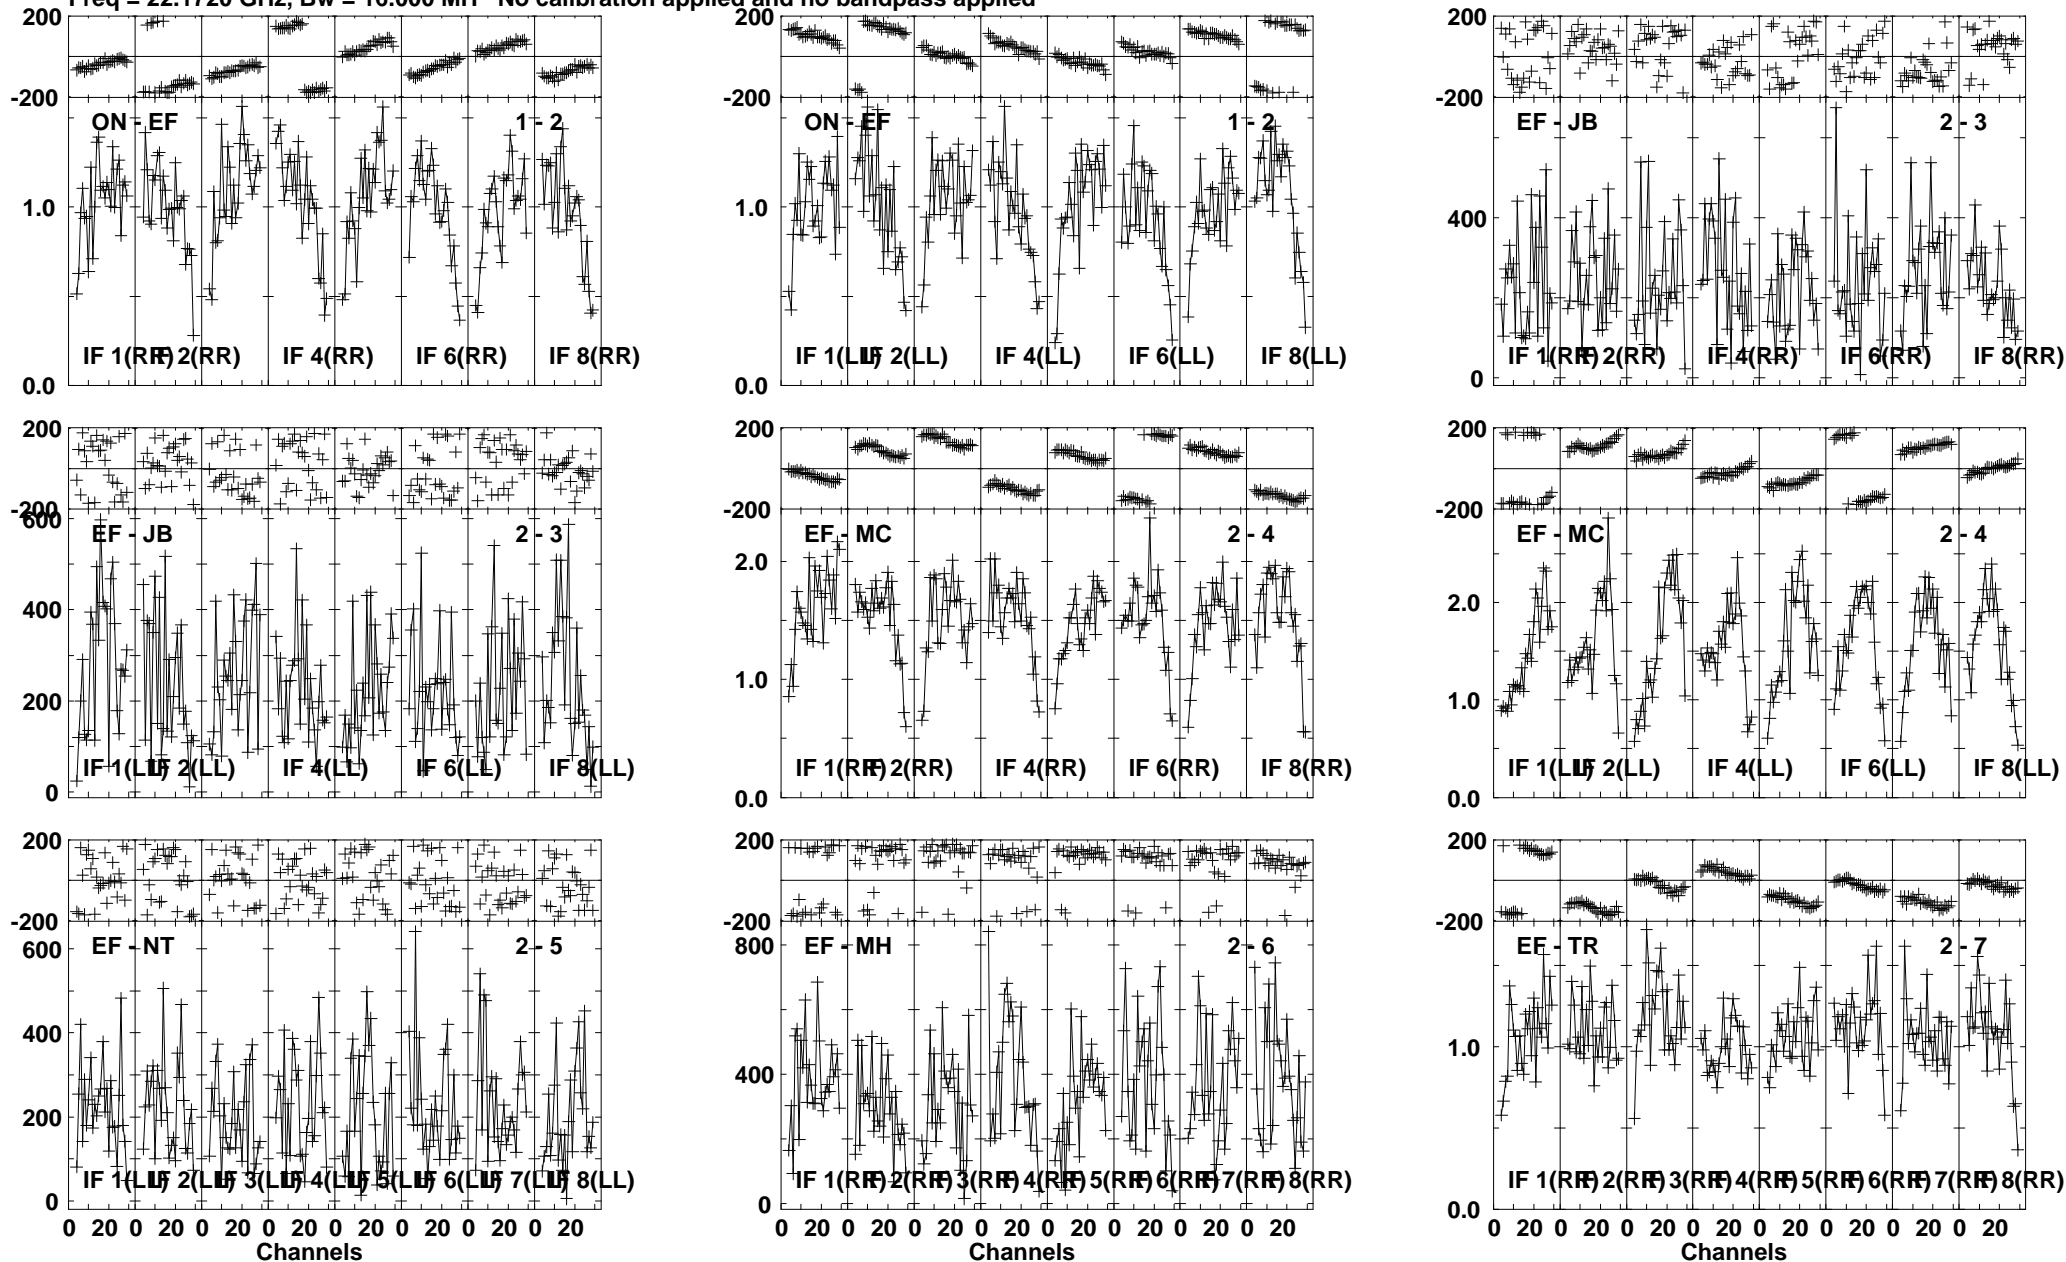 Freq = 22.1720 GHz, Bw = 16.000 MH No calibration applied and no bandpass applied
200
-200
ON - EF 1 - 2
1.0
IF 1(RR) IF 2(RR) IF 4(RR) IF 6(RR) IF 8(RR)
0.0
200
-200
ON - EF 1 - 2
1.0
IF 1(LL) IF 2(LL) IF 4(LL) IF 6(LL) IF 8(LL)
0.0
200
-200
EF - JB 2 - 3
400
IF 1(RR) IF 2(RR) IF 4(RR) IF 6(RR) IF 8(RR)
0
200
-200
600
EF - JB 2 - 3
400
200
IF 1(LL) IF 2(LL) IF 4(LL) IF 6(LL) IF 8(LL)
0
200
-200
EF - MC 2 - 4
2.0
1.0
IF 1(RR) IF 2(RR) IF 4(RR) IF 6(RR) IF 8(RR)
0.0
200
-200
EF - MC 2 - 4
2.0
1.0
IF 1(LL) IF 2(LL) IF 4(LL) IF 6(LL) IF 8(LL)
0.0
200
-200
EF - NT 2 - 5
600
400
200
IF 1(LL) IF 2(LL) IF 3(LL) IF 4(LL) IF 5(LL) IF 6(LL) IF 7(LL) IF 8(LL)
0
0 20 0 20 0 20 0 20 0 20 0 20 0 20 0 20
Channels
200
-200
EF - MH 2 - 6
800
400
IF 1(RR) IF 2(RR) IF 3(RR) IF 4(RR) IF 5(RR) IF 6(RR) IF 7(RR) IF 8(RR)
0
0 20 0 20 0 20 0 20 0 20 0 20 0 20 0 20
Channels
200
-200
EF - TR 2 - 7
1.0
IF 1(RR) IF 2(RR) IF 3(RR) IF 4(RR) IF 5(RR) IF 6(RR) IF 7(RR) IF 8(RR)
0.0
0 20 0 20 0 20 0 20 0 20 0 20 0 20 0 20
Channels